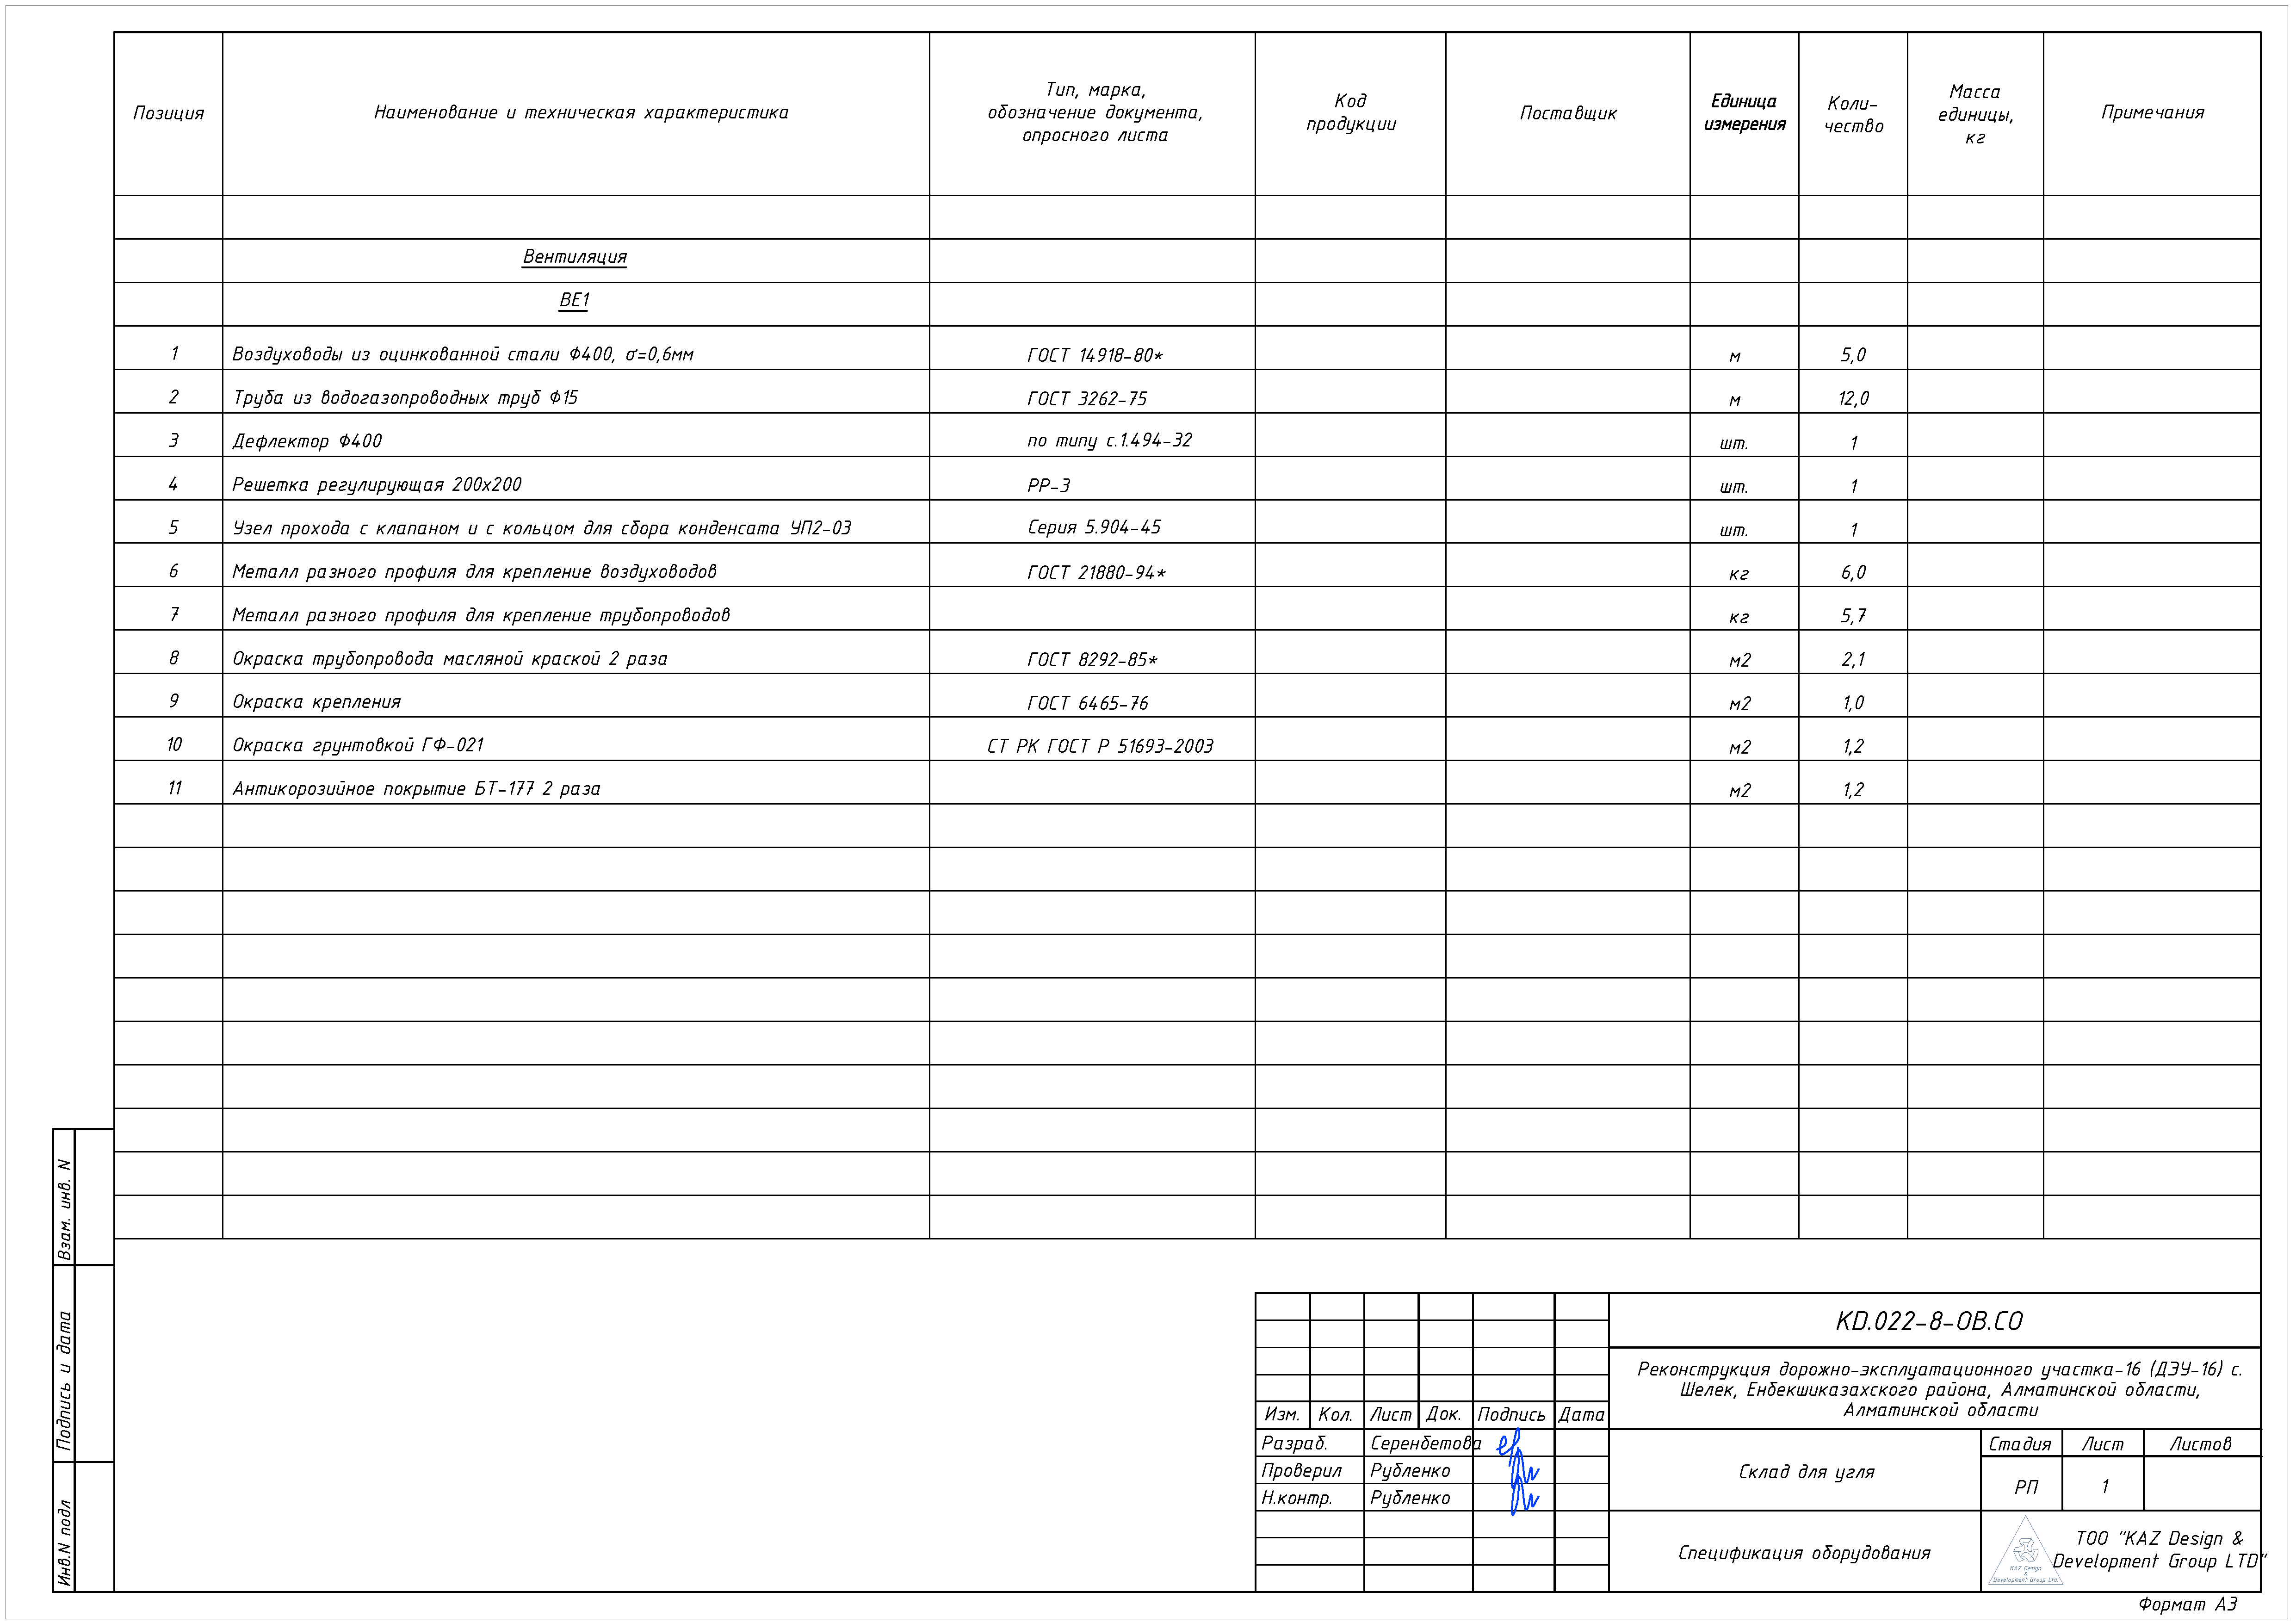 Позиция
Наименование и техническая характеристика
Тип, марка,
обозначение документа,
опросного листа
Код
продукции
Поставщик
Единица
измерения
Коли-
чество
Масса
единицы,
кг
Примечания
Вентиляция
ВЕ1
1 Воздуховоды из оцинкованной стали Ф400, σ=0,6мм ГОСТ 14918-80* м 5,0
2 Труба из водогазопроводных труб Ф15 ГОСТ 3262-75 м 12,0
3 Дефлектор Ф400 по типу с.1.494-32 шт. 1
4 Решетка регулирующая 200х200 РР-3 шт. 1
5 Узел прохода с клапаном и с кольцом для сбора конденсата УП2-03 Серия 5.904-45 шт. 1
6 Металл разного профиля для крепление воздуховодов ГОСТ 21880-94* кг 6,0
7 Металл разного профиля для крепление трубопроводов кг 5,7
8 Окраска трубопровода масляной краской 2 раза ГОСТ 8292-85* м2 2,1
9 Окраска крепления ГОСТ 6465-76 м2 1,0
10 Окраска грунтовкой ГФ-021 СТ РК ГОСТ Р 51693-2003 м2 1,2
11 Антикорозийное покрытие БТ-177 2 раза м2 1,2
Взам. инв. N
Подпись и дата
Инв.N подл
KD.022-8-ОВ.СО
Реконструкция дорожно-эксплуатационного участка-16 (ДЭУ-16) с.
Шелек, Енбекшиказахского района, Алматинской области,
Алматинской области
Изм. Кол. Лист Док. Подпись Дата
Разраб. Серенбетова
Проверил Рубленко
Н.контр. Рубленко
Склад для угля
Стадия Лист Листов
РП 1
Спецификация оборудования
KAZ Design
&
Development Group Ltd
ТОО "KAZ Design &
Development Group LTD"
Формат А3